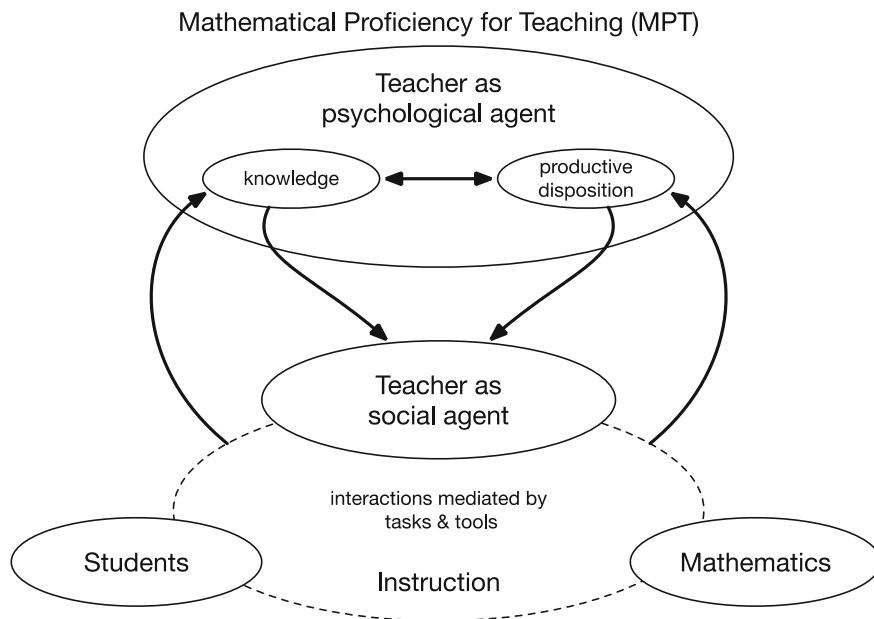 Mathematical Proficiency for Teaching (MPT)
Teacher as
psychological agent
knowledge
productive
disposition
Teacher as
social agent
interactions mediated by
tasks & tools
Students
Mathematics
Instruction